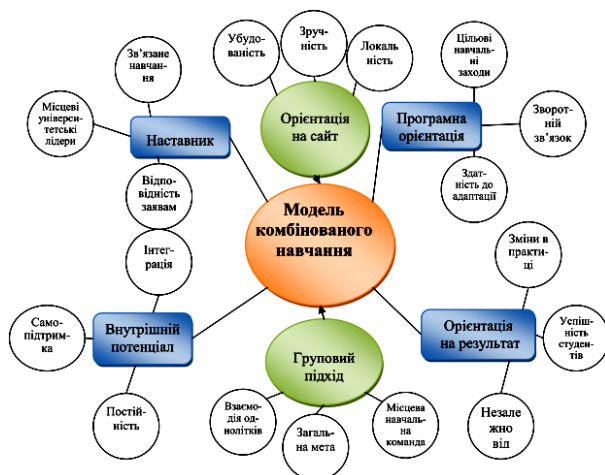 Зв’язане
навчан-
ня
Місцеві
універси-
тетські
лідери
Наставник
Відпо-
відність
заявам
Убудо-
ваність
Зруч-
ність
Локаль
ність
Орієнтація
на сайт
Цільові
навчаль-
ні
заходи
Програмна
орієнтація
Зворот-
ній
зв’язок
Здат-
ність до
адаптації
Модель
комбінованого
навчання
Інтег-
рація
Само-
підтрим-
ка
Внутрішній
потенціал
Постій-
ність
Груповий
підхід
Взаємо-
дія од-
нолітків
Загаль-
на мета
Місцева
навчаль-
на
команда
Зміни в
практи-
ці
Орієнтація
на результат
Успіш-
ність
студен-
тів
Незале
жно
від